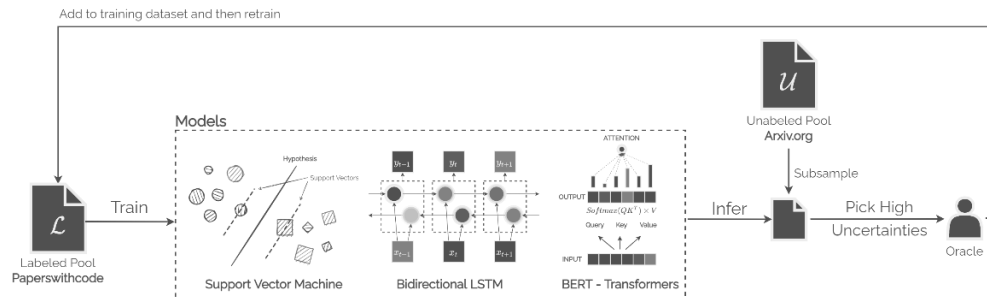 Add to training dataset and then retrain
Models
Hypothesis
Support Vectors
Support Vector Machine
y_{t-1}
y_t
y_{t+1}
x_{t-1}
x_t
x_{t+1}
Bidirectional LSTM
ATTENTION
OUTPUT
Softmax(QK^T) × V
Query Key Value
INPUT
BERT - Transformers
ℒ
Labeled Pool
Paperswithcode
Train
Infer
𝒰
Unabeled Pool
Arxiv.org
Subsample
Pick High
Uncertainties
Oracle